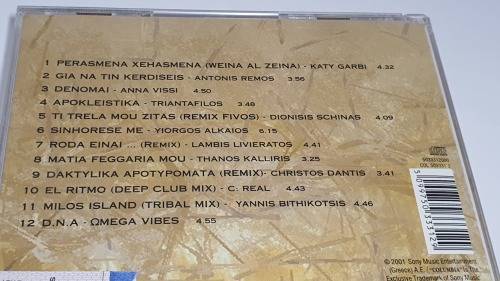 1 PERASMENA XEHASMENA (WEINA AL ZEINA) - KATY GARBI 4.32
2 GIA NA TIN KERDISEIS - ANTONIS REMOS 3.56
3 DENOMAI - ANNA VISSI 4.50
4 APOKLEISTIKA - TRIANTAFILOS 3.48
5 TI TRELA MOU ZITAS (REMIX FIVOS) - DIONISIS SCHINAS 4.09
6 SINHORESE ME - YIORGOS ALKAIOS 6.15
7 RODA EINAI ... (REMIX) - LAMBIS LIVIERATOS 4.41
8 MATIA FEGGARIA MOU - THANOS KALLIRIS 3.25
9 DAKTYLIKA APOTYPOMATA (REMIX)- CHRISTOS DANTIS 3.41
10 EL RITMO (DEEP CLUB MIX) - C: REAL 4.43
11 MILOS ISLAND (TRIBAL MIX) - YANNIS BITHIKOTSIS 4.46
12 D.N.A - ΩMEGA VIBES 4.55
© 2001 Sony Music Entertainment
(Greece) A.E. / "COLUMBIA" is the
Exclusive Trademark of Sony Music